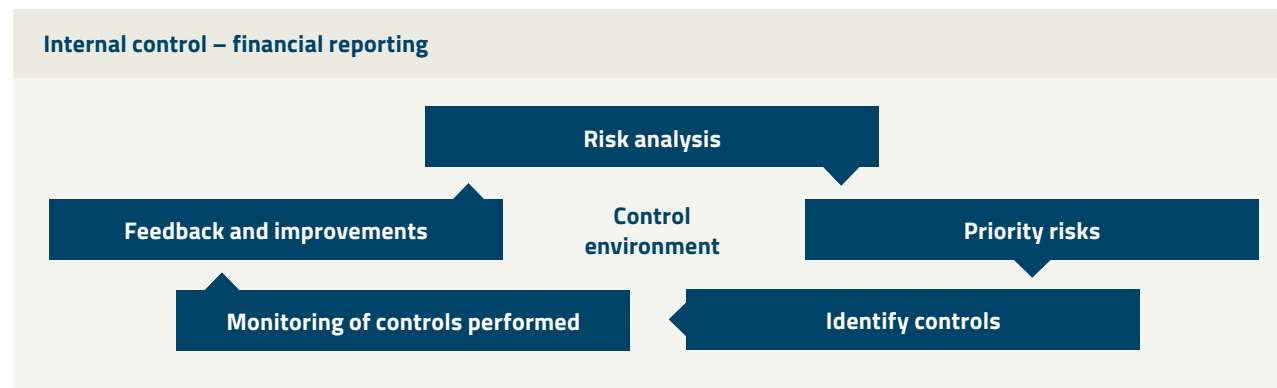 Internal control – financial reporting
Risk analysis
Feedback and improvements
Control
environment
Priority risks
Monitoring of controls performed
Identify controls